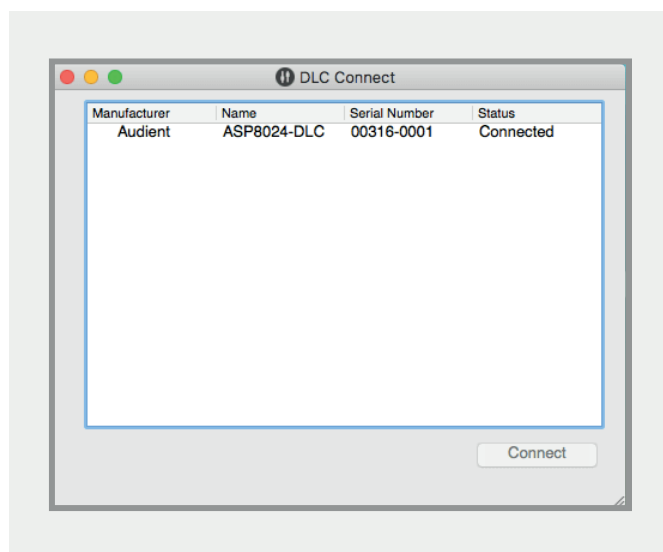 DLC Connect
Manufacturer Name Serial Number Status
Audient ASP8024-DLC 00316-0001 Connected
Connect